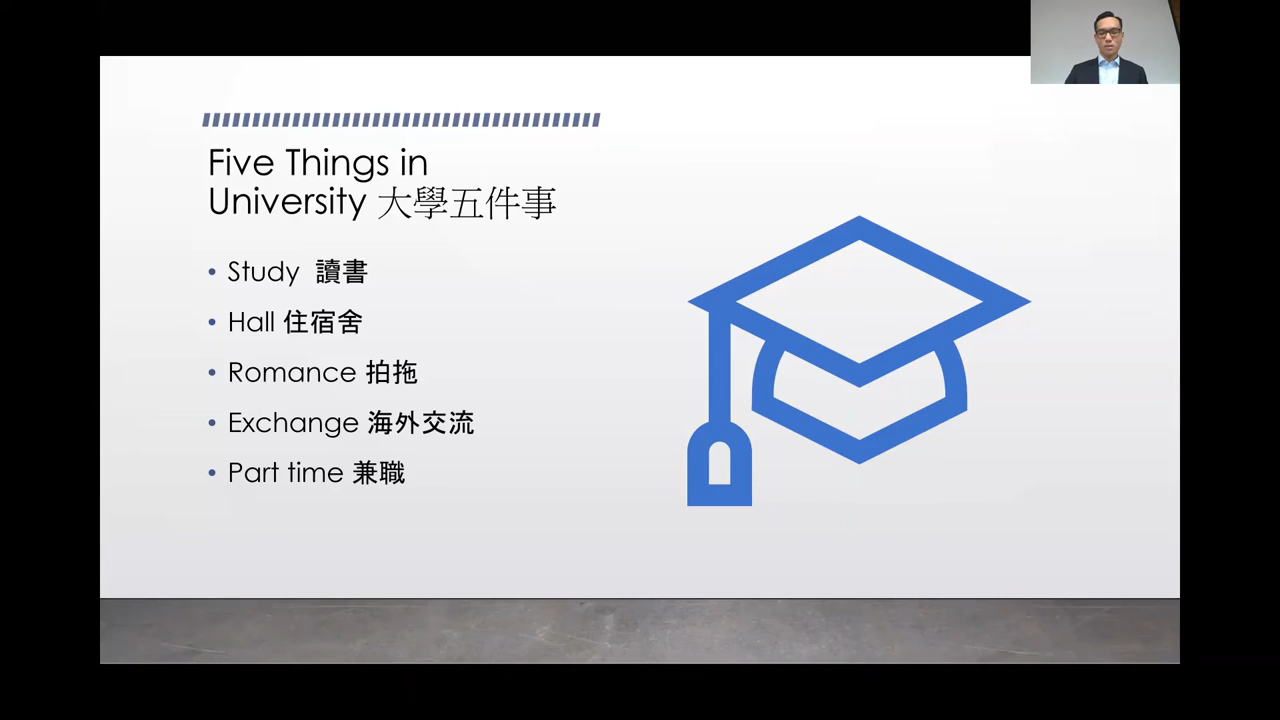 Five Things in
University 大學五件事
• Study 讀書
• Hall 住宿舍
• Romance 拍拖
• Exchange 海外交流
• Part time 兼職